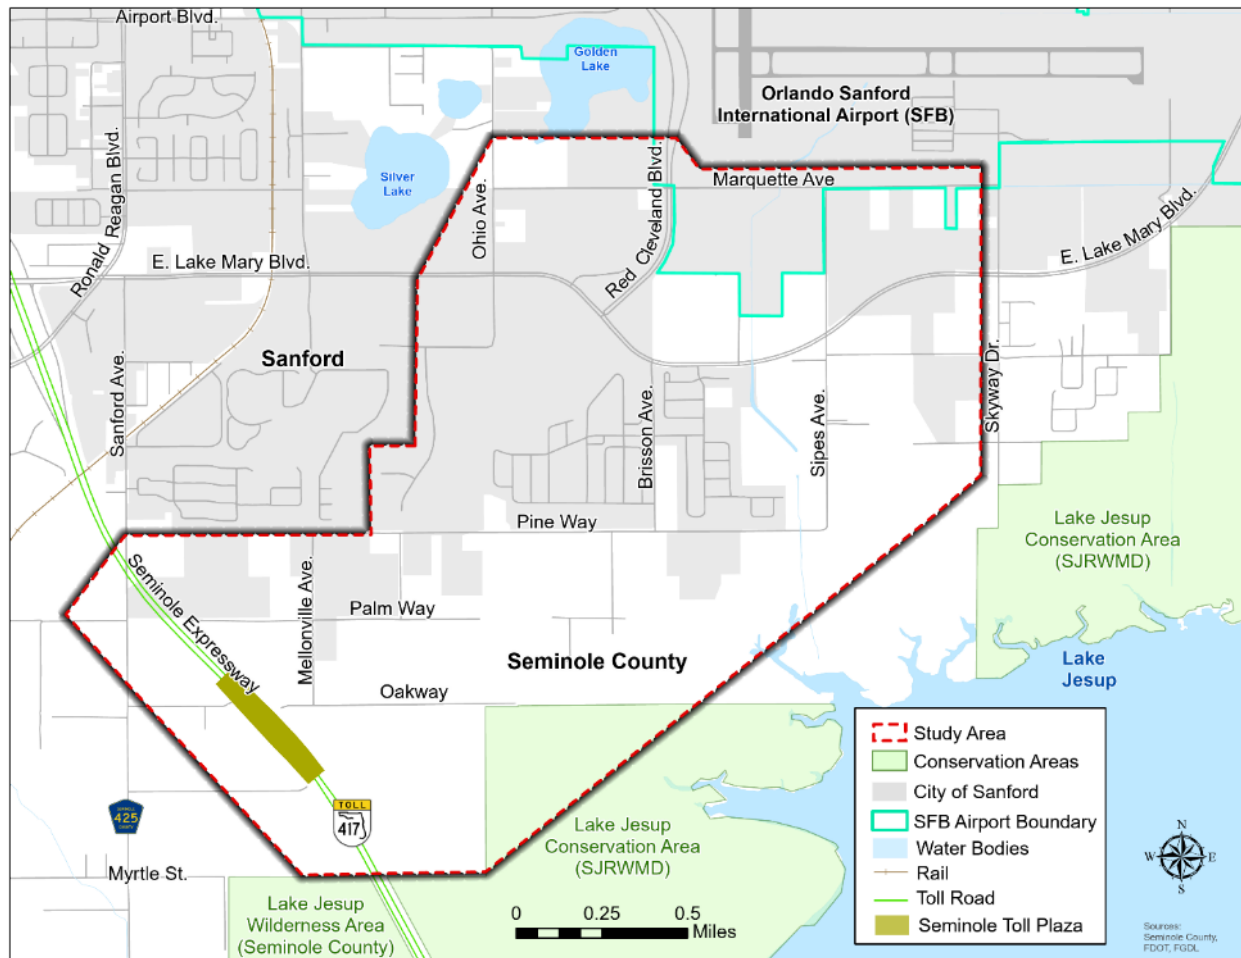 Airport Blvd.
Golden
Lake
Orlando Sanford
International Airport (SFB)
Ronald Reagan Blvd.
Silver
Lake
Ohio Ave.
Red Cleveland Blvd.
Marquette Ave
E. Lake Mary Blvd.
E. Lake Mary Blvd.
Sanford
Sanford Ave.
Brisson Ave.
Sipes Ave.
Skyway Dr.
Pine Way
Lake Jesup
Conservation Area
(SJRWMD)
Seminole Expressway
Mellonville Ave.
Palm Way
Seminole County
Lake
Jesup
Oakway
TOLL
417
SEMINOLE
425
COUNTY
Myrtle St.
Lake Jesup
Conservation Area
(SJRWMD)
Lake Jesup
Wilderness Area
(Seminole County)
0 0.25 0.5
Miles
Study Area
Conservation Areas
City of Sanford
SFB Airport Boundary
Water Bodies
Rail
Toll Road
Seminole Toll Plaza
N
W E
S
Sources:
Seminole County,
FDOT, FGDL